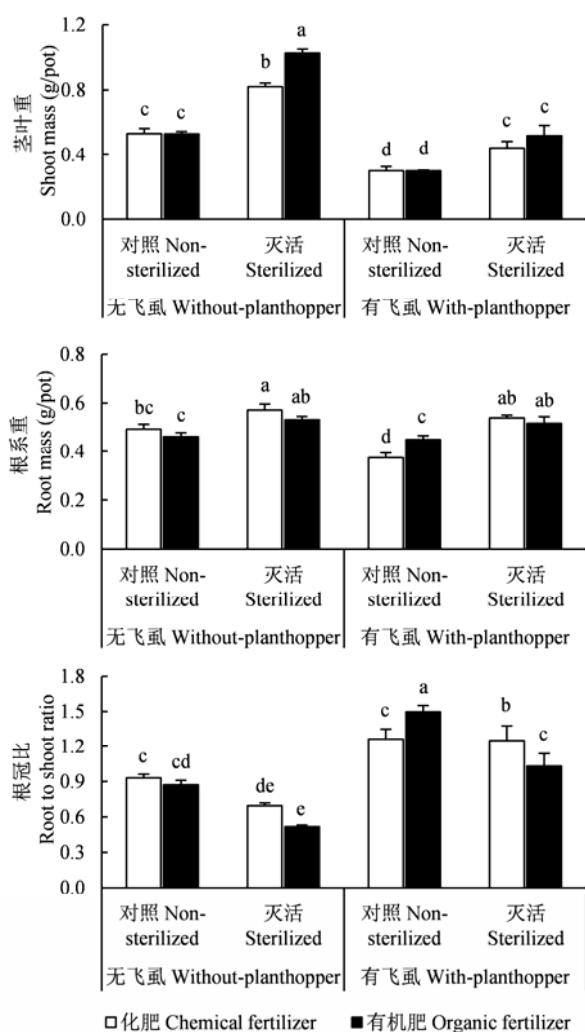 茎叶重
Shoot mass (g/pot)
1.2
0.8
0.4
0.0
c c b a d d c c
对照 Non-sterilized
灭活 Sterilized
对照 Non-sterilized
灭活 Sterilized
无飞虱 Without-planthopper
有飞虱 With-planthopper
根系重
Root mass (g/pot)
0.8
0.6
0.4
0.2
0.0
bc c a ab d c ab ab
对照 Non-sterilized
灭活 Sterilized
对照 Non-sterilized
灭活 Sterilized
无飞虱 Without-planthopper
有飞虱 With-planthopper
根冠比
Root to shoot ratio
1.8
1.5
1.2
0.9
0.6
0.3
0.0
c cd de e c a b c
对照 Non-sterilized
灭活 Sterilized
对照 Non-sterilized
灭活 Sterilized
无飞虱 Without-planthopper
有飞虱 With-planthopper
化肥 Chemical fertilizer
有机肥 Organic fertilizer